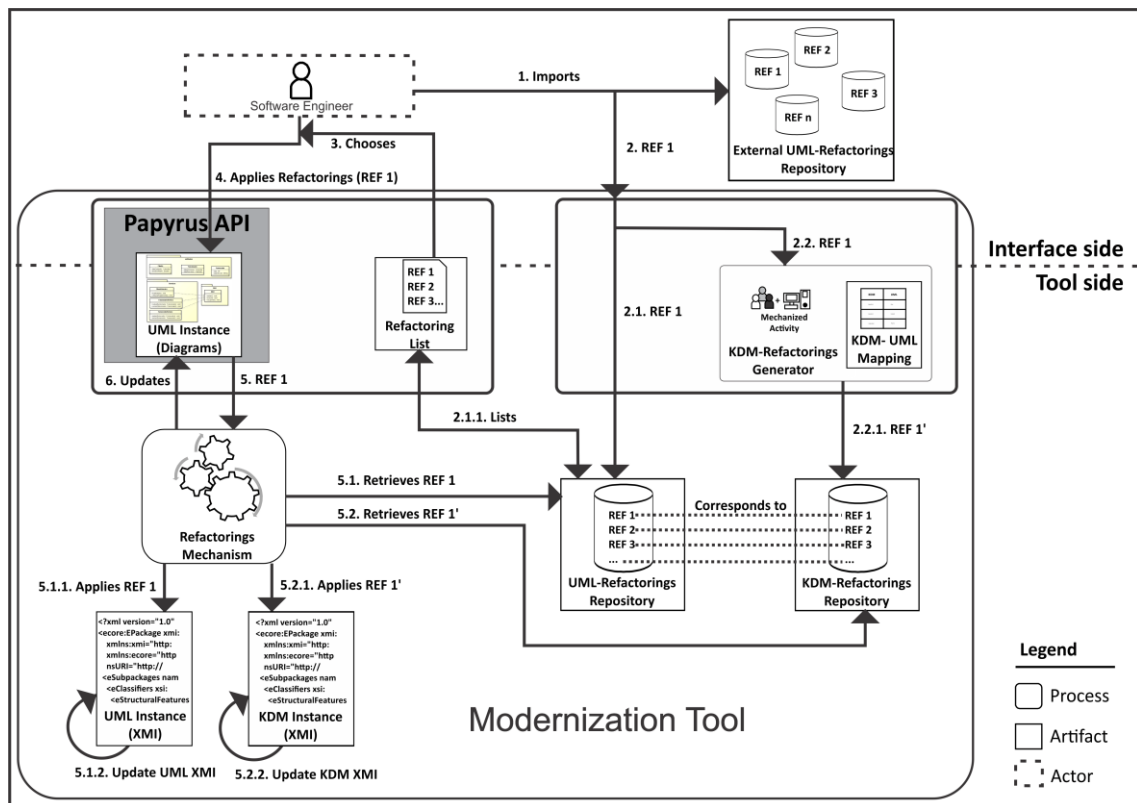 Software Engineer
1. Imports
REF 1
REF 2
REF 3
REF n
External UML-Refactorings
Repository
3. Chooses
2. REF 1
4. Applies Refactorings (REF 1)
Papyrus API
UML Instance
(Diagrams)
REF 1
REF 2
REF 3...
Refactoring
List
2.2. REF 1
2.1. REF 1
Mechanized
Activity
KDM-Refactorings
Generator
KDM- UML
Mapping
Interface side
Tool side
6. Updates
5. REF 1
2.1.1. Lists
2.2.1. REF 1'
Refactorings
Mechanism
5.1. Retrieves REF 1
5.2. Retrieves REF 1'
Corresponds to
REF 1
REF 2
REF 3
...
UML-Refactorings
Repository
REF 1
REF 2
REF 3
...
KDM-Refactorings
Repository
5.1.1. Applies REF 1
5.2.1. Applies REF 1'
<?xml version="1.0"
<ecore:EPackage xmi:
xmlns:xmi="http:
xmlns:ecore="http
nsURI="http://
<eSubpackages nam
<eClassifiers xsi:
<eStructuralFeatures
UML Instance
(XMI)
<?xml version="1.0"
<ecore:EPackage xmi:
xmlns:xmi="http:
xmlns:ecore="http
nsURI="http://
<eSubpackages nam
<eClassifiers xsi:
<eStructuralFeatures
KDM Instance
(XMI)
5.1.2. Update UML XMI
5.2.2. Update KDM XMI
Modernization Tool
Legend
Process
Artifact
Actor